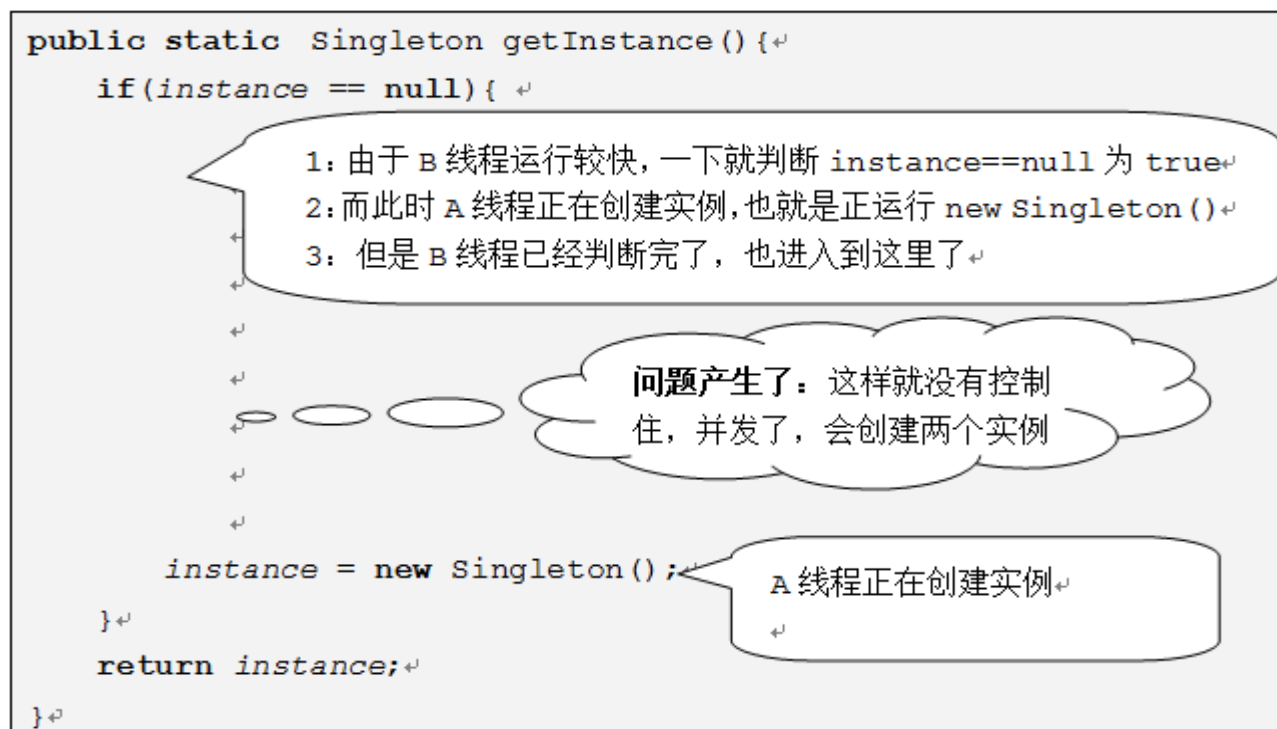 public static Singleton getInstance(){
if(instance == null){
1:由于 B 线程运行较快,一下就判断 instance==null 为 true
2:而此时 A 线程正在创建实例,也就是正运行 new Singleton()
3: 但是 B 线程已经判断完了，也进入到这里了
问题产生了：这样就没有控制
住，并发了，会创建两个实例
instance = new Singleton();
A 线程正在创建实例
}
return instance;
}